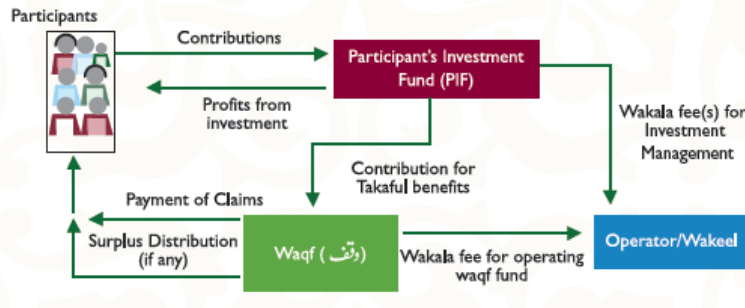 Participants
Contributions
Participant's Investment
Fund (PIF)
Profits from
investment
Wakala fee(s) for
Investment
Management
Contribution for
Takaful benefits
Payment of Claims
Surplus Distribution
(if any)
Waqf (وقف)
Wakala fee for operating
waqf fund
Operator/Wakeel